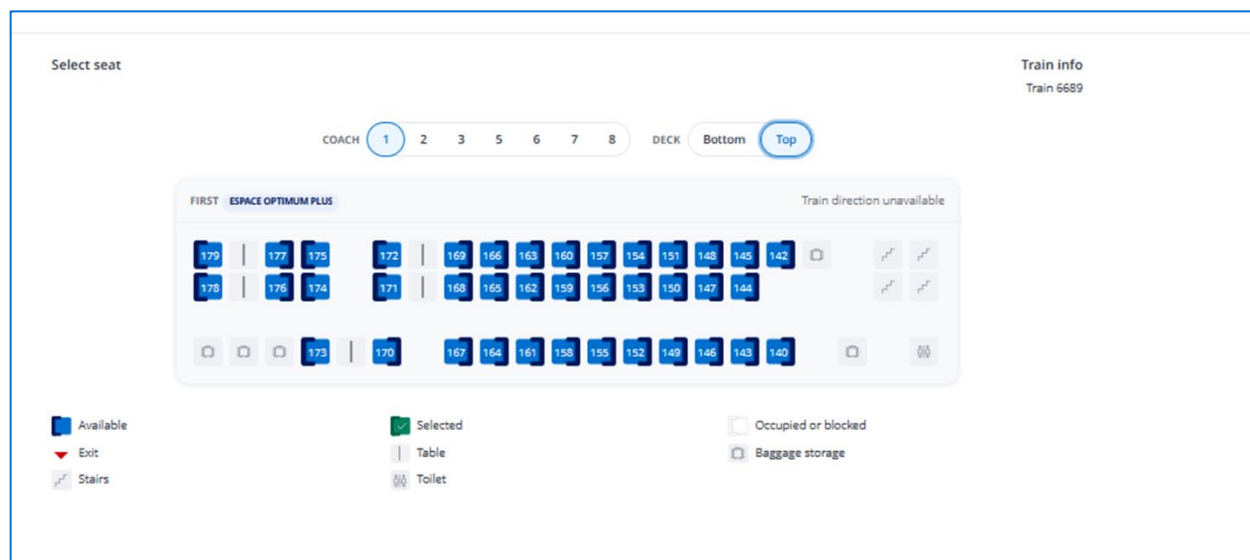 Select seat
Train info
Train 6689
COACH 1 2 3 5 6 7 8 DECK Bottom Top
FIRST ESPACE OPTIMUM PLUS Train direction unavailable
179 177 175 172 169 166 163 160 157 154 151 148 145 142
178 176 174 171 168 165 162 159 156 153 150 147 144
173 170 167 164 161 158 155 152 149 146 143 140
Available Selected Occupied or blocked
Exit Table Baggage storage
Stairs Toilet